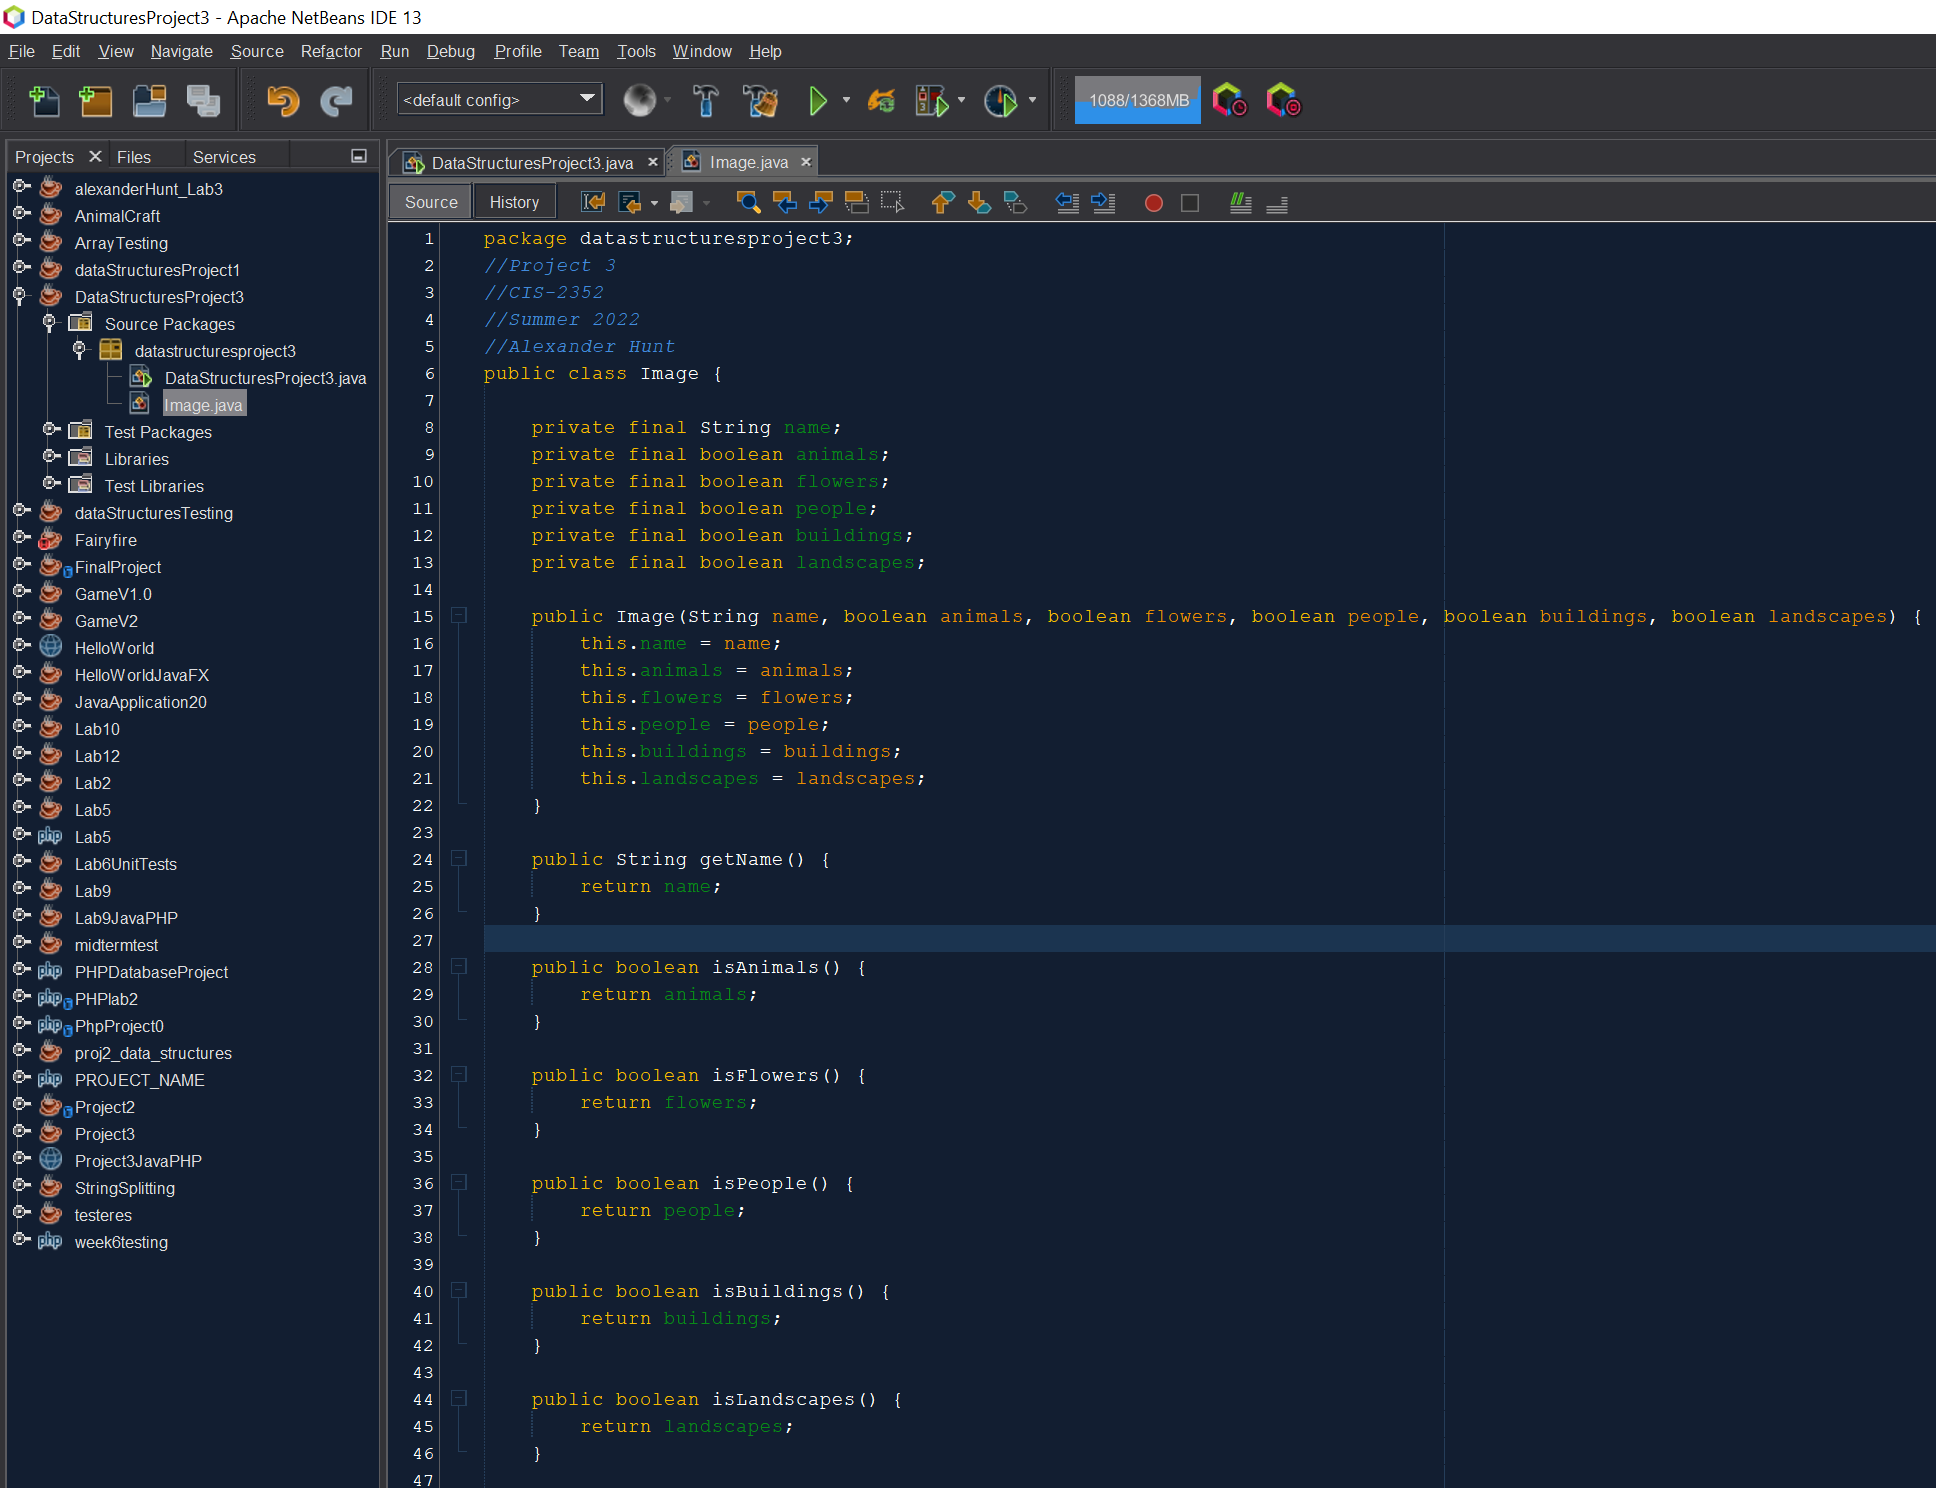 DataStructuresProject3 - Apache NetBeans IDE 13
File Edit View Navigate Source Refactor Run Debug Profile Team Tools Window Help
<default config>
1088/1368MB
Projects Files Services
alexanderHunt_Lab3
AnimalCraft
ArrayTesting
dataStructuresProject1
DataStructuresProject3
Source Packages
datastructuresproject3
DataStructuresProject3.java
Image.java
Test Packages
Libraries
Test Libraries
dataStructuresTesting
Fairyfire
FinalProject
GameV1.0
GameV2
HelloWorld
HelloWorldJavaFX
JavaApplication20
Lab10
Lab12
Lab2
Lab5
php Lab5
Lab6UnitTests
Lab9
Lab9JavaPHP
midtermtest
php PHPDatabaseProject
php PHPlab2
php PhpProject0
proj2_data_structures
php PROJECT_NAME
Project2
Project3
Project3JavaPHP
StringSplitting
testeres
php week6testing
DataStructuresProject3.java Image.java
Source History
1 package datastructuresproject3;
2 //Project 3
3 //CIS-2352
4 //Summer 2022
5 //Alexander Hunt
6 public class Image {
7
8 private final String name;
9 private final boolean animals;
10 private final boolean flowers;
11 private final boolean people;
12 private final boolean buildings;
13 private final boolean landscapes;
14
15 public Image(String name, boolean animals, boolean flowers, boolean people, boolean buildings, boolean landscapes) {
16 this.name = name;
17 this.animals = animals;
18 this.flowers = flowers;
19 this.people = people;
20 this.buildings = buildings;
21 this.landscapes = landscapes;
22 }
23
24 public String getName() {
25 return name;
26 }
27
28 public boolean isAnimals() {
29 return animals;
30 }
31
32 public boolean isFlowers() {
33 return flowers;
34 }
35
36 public boolean isPeople() {
37 return people;
38 }
39
40 public boolean isBuildings() {
41 return buildings;
42 }
43
44 public boolean isLandscapes() {
45 return landscapes;
46 }
47